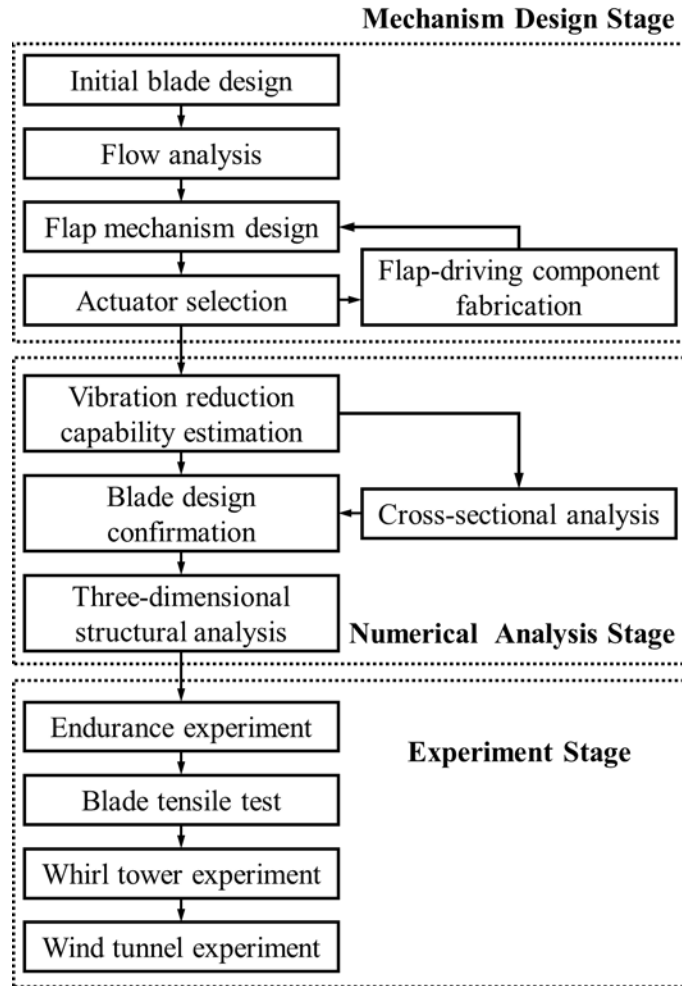 Mechanism Design Stage
Initial blade design
Flow analysis
Flap mechanism design
Flap-driving component
fabrication
Actuator selection
Vibration reduction
capability estimation
Blade design
confirmation
Cross-sectional analysis
Three-dimensional
structural analysis
Numerical Analysis Stage
Endurance experiment
Experiment Stage
Blade tensile test
Whirl tower experiment
Wind tunnel experiment